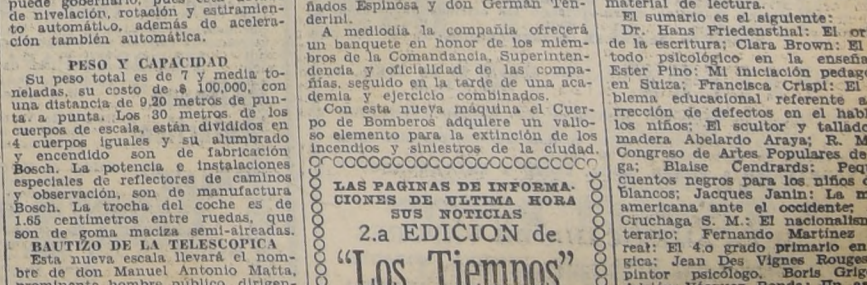 puede gobernarlo,
de nivelación, rotación y estiramien-
to automático, además de acelera-
ción también automática.
PESO Y CAPACIDAD
Su peso total es de 7 y media to-
neladas, su costo de $ 100,000, con
una distancia de 9,20 metros de pun-
ta a punta. Los 30 metros de los
cuerpos de escala, están divididos en
4 cuerpos iguales y su alumbrado
y encendido son de fabricación
Bosch. La potencia e instalaciones
especiales de reflectores de caminos
y observación, son de manufactura
Bosch. La trocha del coche es de
1.65 centímetros entre ruedas, que
son de goma maciza semi-aireadas.
BAUTIZO DE LA TELESCOPICA
Esta nueva escala llevará el nom-
bre de don Manuel Antonio Matta,
prominente hombre público, dirigen-
ñados Espinosa y don Germán Ten-
derini.
A mediodía la compañía ofrecerá
un banquete en honor de los miem-
bros de la Comandancia, Superinten-
dencia y oficialidad de las compa-
ñías, seguido en la tarde de una aca-
demia y ejercicio combinados.
Con esta nueva máquina el Cuer-
po de Bomberos adquiere un valio-
so elemento para la extinción de los
incendios y siniestros de la ciudad.
LAS PAGINAS DE INFORMA-
CIONES DE ULTIMA HORA
SUS NOTICIAS
2.a EDICION de
"Los Tiempos"
material de lectura.
El sumario es el siguiente:
Dr. Hans Friedensthal: El or
de la escritura; Clara Brown: El
todo psicológico en la enseña
Ester Pino: Mi iniciación pedag
en Suiza; Francisca Crispi: El
blema educacional referente a
rrección de defectos en el habl
los niños; El scultor y tallado
madera Abelardo Araya; R. M
Congreso de Artes Populares de
ga; Blaise Cendrards: Peq
cuentos negros para los niños d
blancos; Jacques Janin: La
americana ante el occidente;
Cruchaga S. M.: El nacionalism
terario; Fernando Martínez
real: El 4.o grado primario en
gica; Jean Des Vignes Rouges
pintor psicólogo. Boris Grig